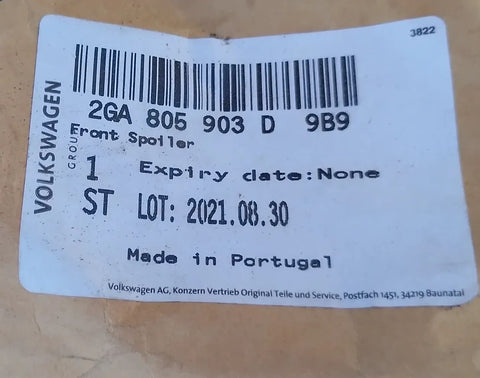 3822
2GA 805 903 D 9B9
Front Spoiler
VOLKSWAGEN
GROUP
1 Expiry date:None
ST LOT: 2021.08.30
Made in Portugal
Volkswagen AG, Konzern Vertrieb Original Teile und Service, Postfach 1451, 34219 Baunatal